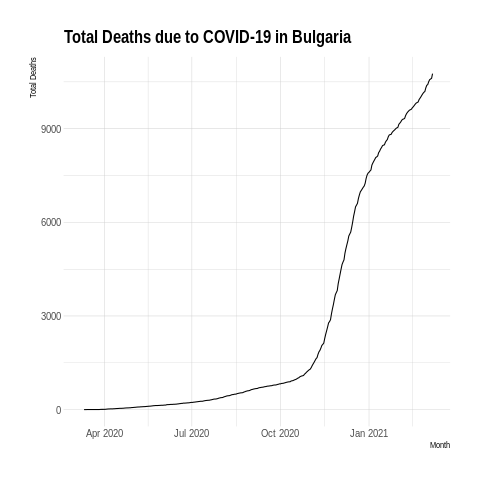 Total Deaths due to COVID-19 in Bulgaria
Total Deaths
9000
6000
3000
0
Apr 2020 Jul 2020 Oct 2020 Jan 2021
Month